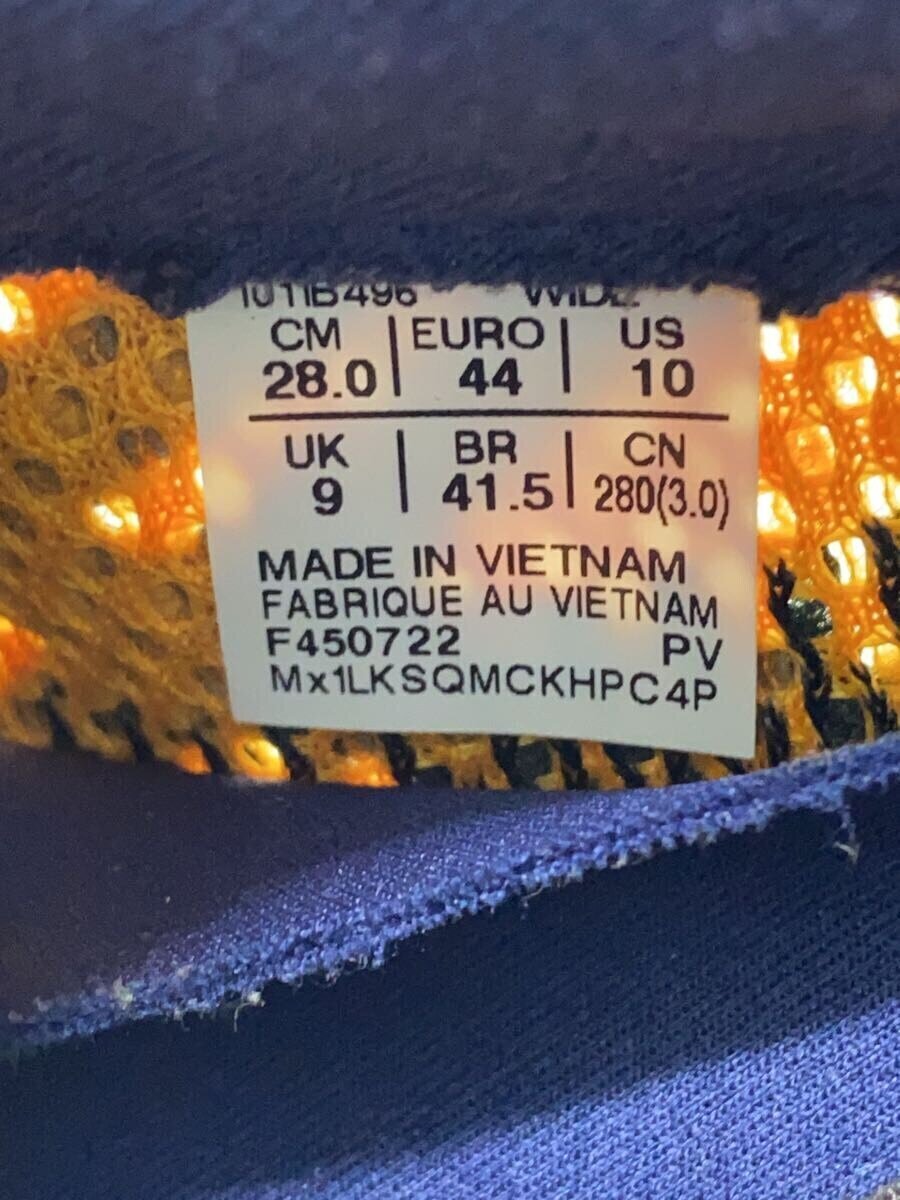 1011B496 WIDE
CM EURO US
28.0 44 10
UK BR CN
9 41.5 280(3.0)
MADE IN VIETNAM
FABRIQUE AU VIETNAM
F450722 PV
Mx1LKSQMCKHPC4P